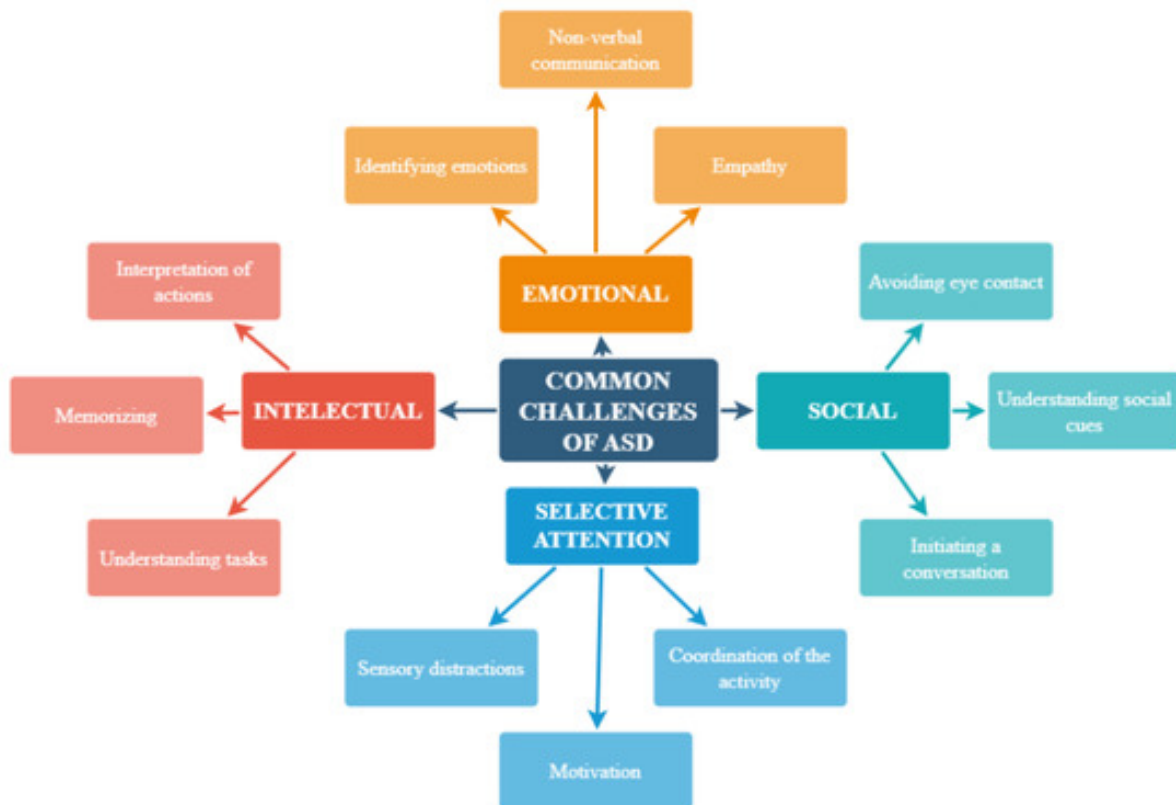 Non-verbal
communication
Identifying emotions
Empathy
Interpretation of
actions
EMOTIONAL
Avoiding eye contact
Memorizing
INTELECTUAL
COMMON
CHALLENGES
OF ASD
SOCIAL
Understanding social
cues
Understanding tasks
SELECTIVE
ATTENTION
Initiating a
conversation
Sensory distractions
Coordination of the
activity
Motivation